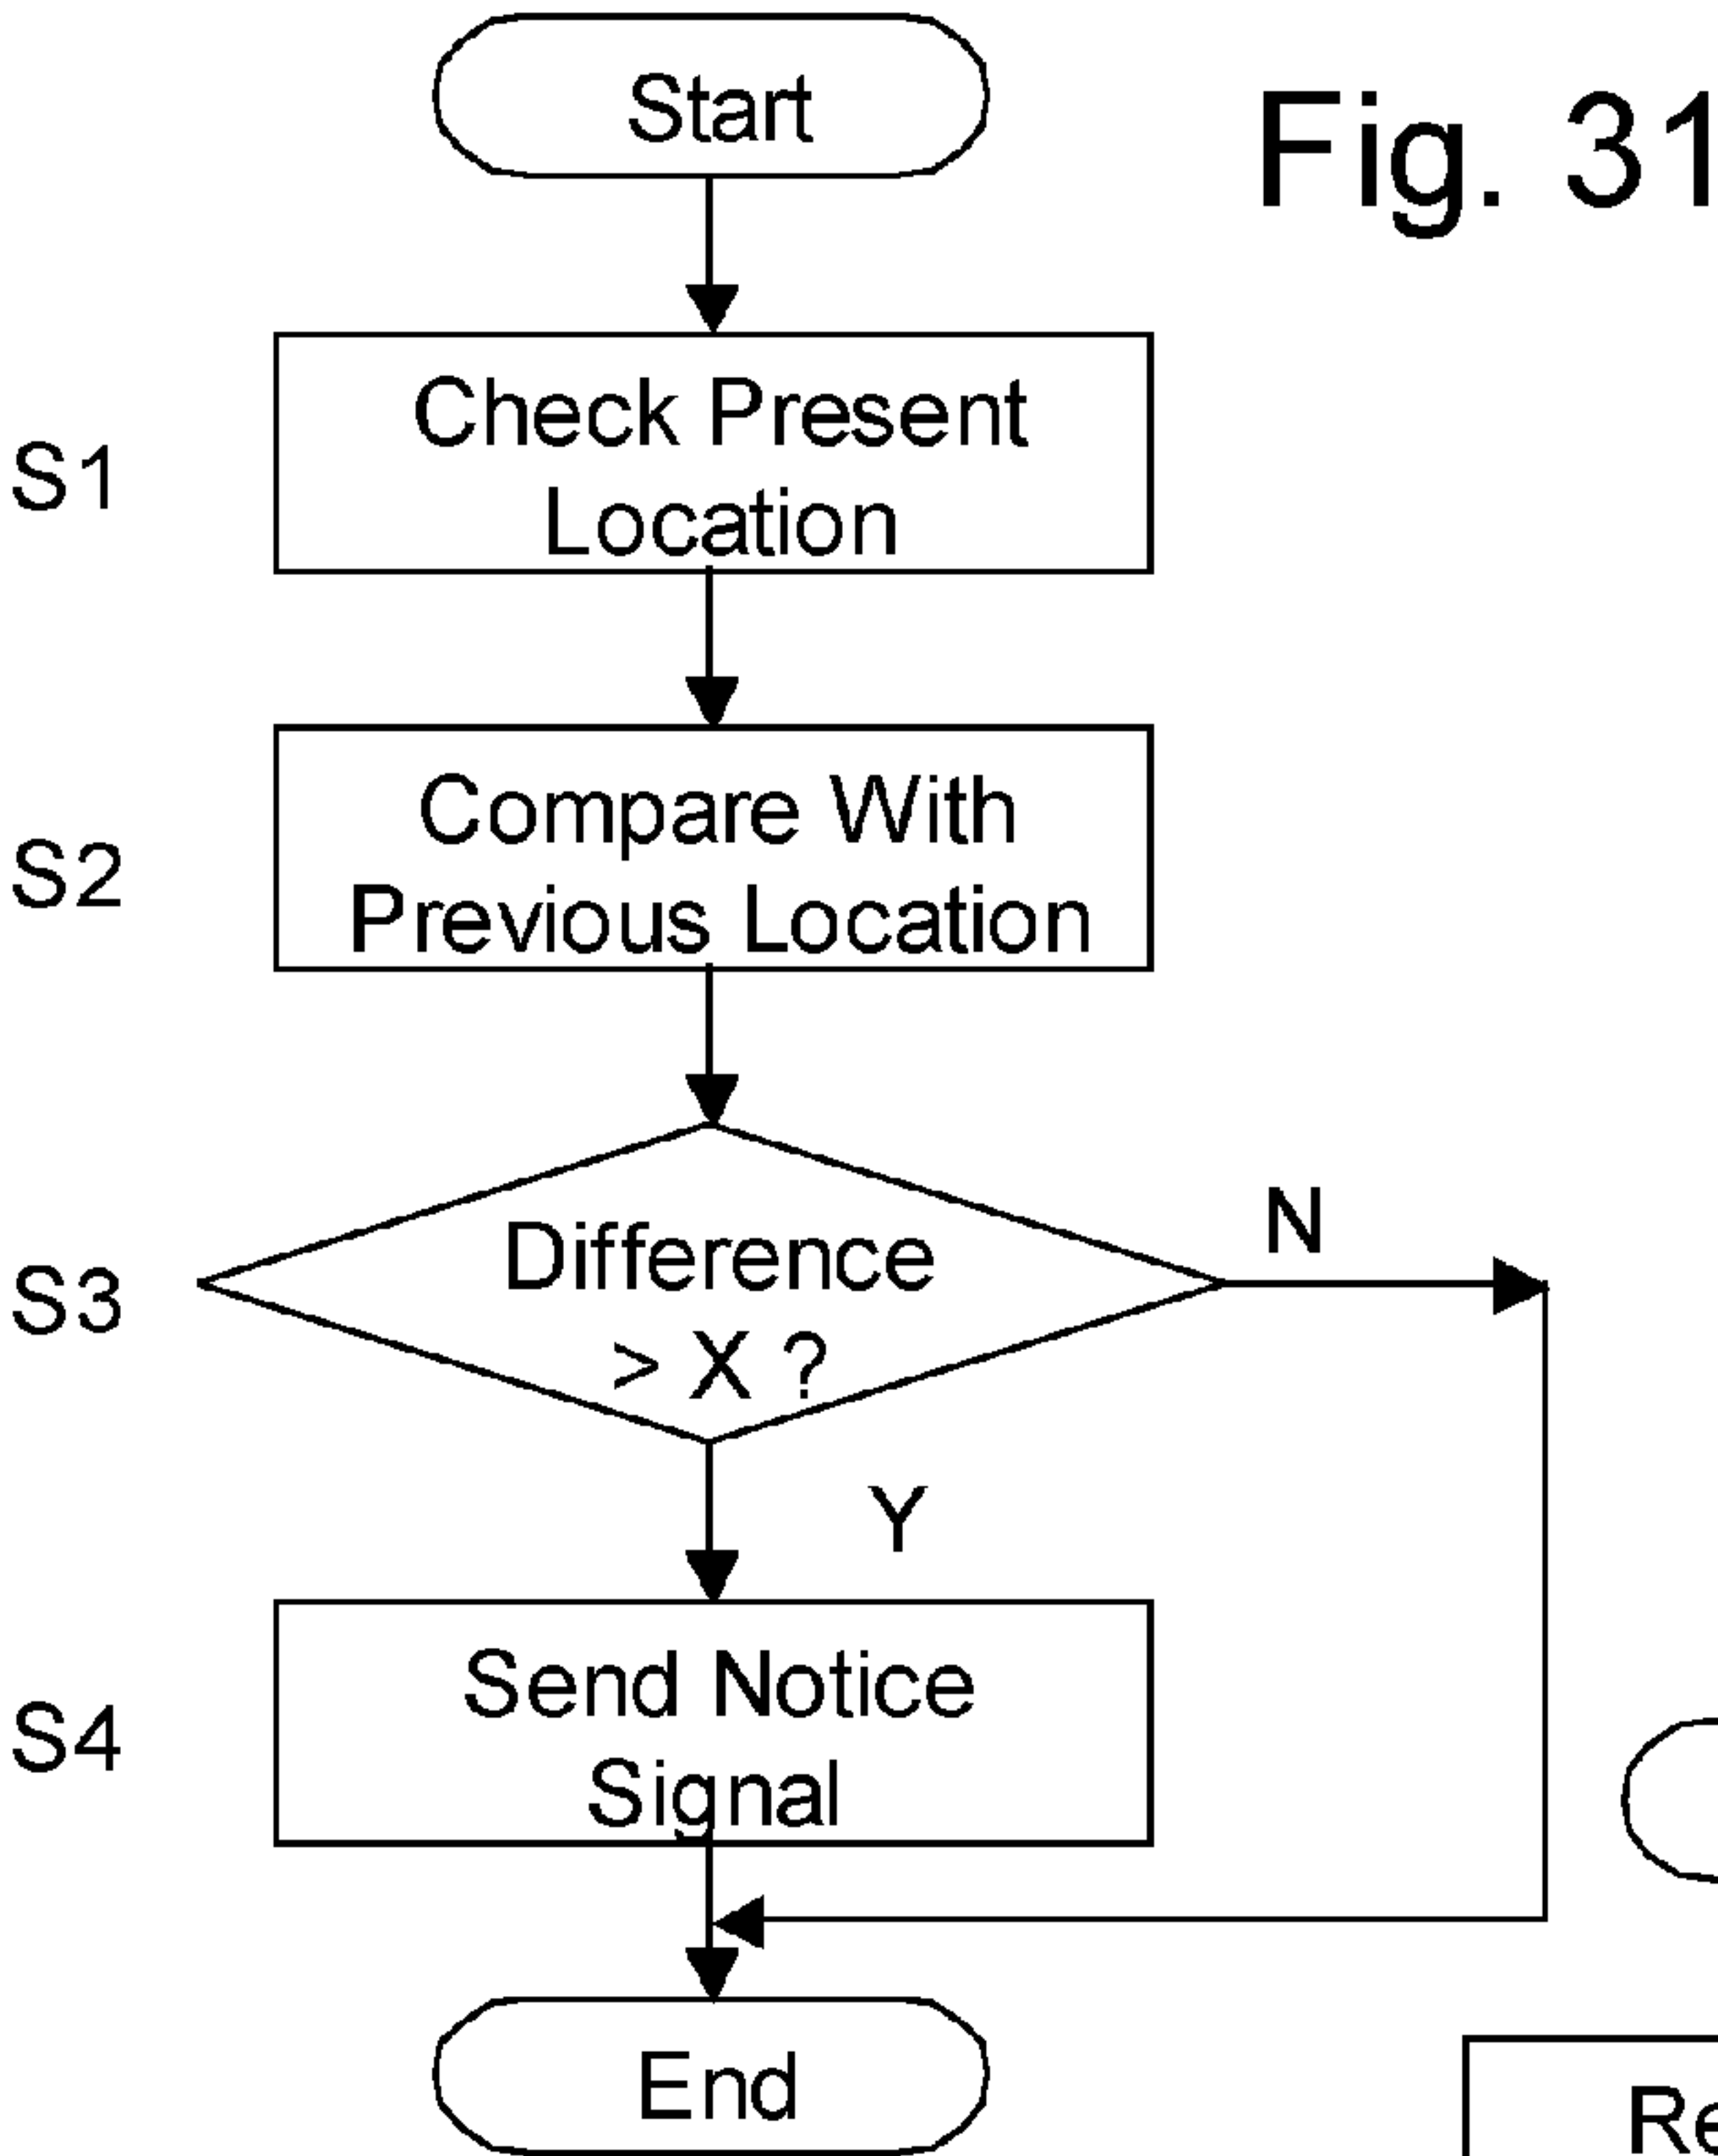 Start
Fig. 31
S1
Check Present
Location
S2
Compare With
Previous Location
S3
Difference
> X ?
N
Y
S4
Send Notice
Signal
End